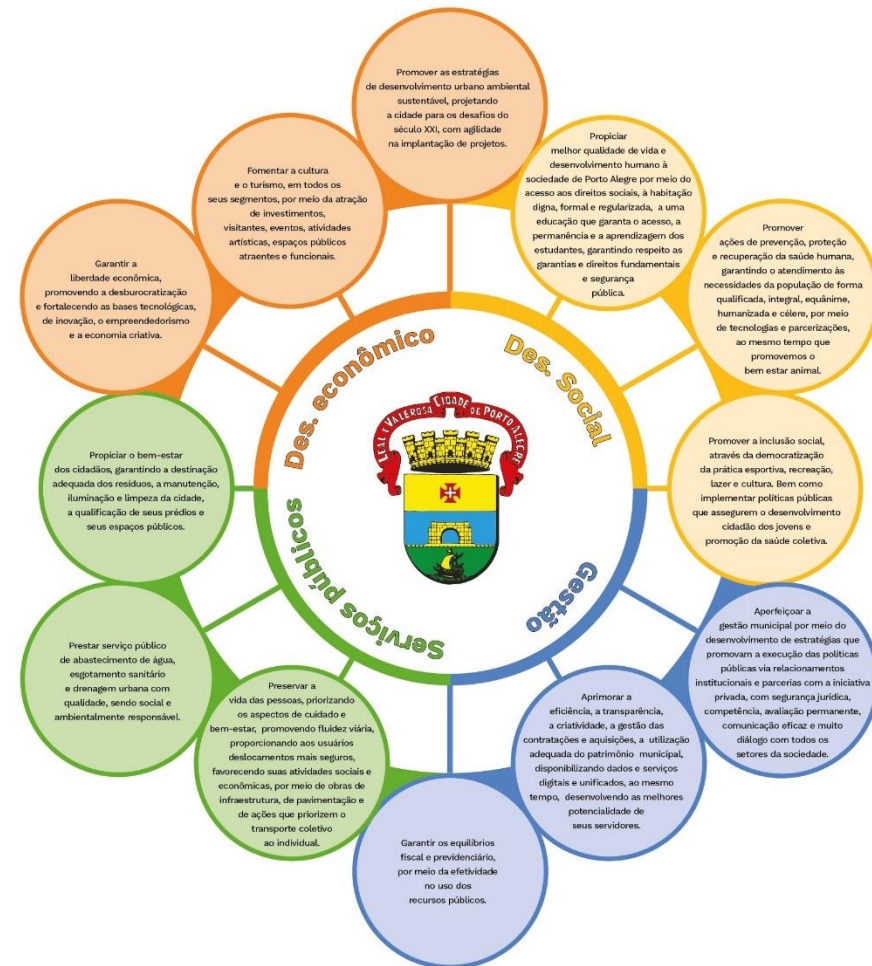 Promover as estratégias
de desenvolvimento urbano ambiental
sustentável, projetando
a cidade para os desafios do
século XXI, com agilidade
na implantação de projetos.
Propiciar
melhor qualidade de vida e
desenvolvimento humano à
sociedade de Porto Alegre por meio do
acesso aos direitos sociais, à habitação
digna, formal e regularizada, a uma
educação que garanta o acesso, a
permanência e a aprendizagem dos
estudantes, garantindo respeito as
garantias e direitos fundamentais
e segurança
pública.
Fomentar a cultura
e o turismo, em todos os
seus segmentos, por meio da atração
de investimentos,
visitantes, eventos, atividades
artísticas, espaços públicos
atraentes e funcionais.
Promover
ações de prevenção, proteção
e recuperação da saúde humana,
garantindo o atendimento às
necessidades da população de forma
qualificada, integral, equânime,
humanizada e célere, por meio
de tecnologias e parcerizações,
ao mesmo tempo que
promovemos o
bem estar animal.
Garantir a
liberdade econômica,
promovendo a desburocratização
e fortalecendo as bases tecnológicas,
de inovação, o empreendedorismo
e a economia criativa.
Des. econômico
Des. Social
LEAL E VALEROSA CIDADE DE PORTO ALEGRE
Serviços públicos
Gestão
Propiciar o bem-estar
dos cidadãos, garantindo a destinação
adequada dos resíduos, a manutenção,
iluminação e limpeza da cidade,
a qualificação de seus prédios e
seus espaços públicos.
Promover a inclusão social,
através da democratização
da prática esportiva, recreação,
lazer e cultura. Bem como
implementar políticas públicas
que assegurem o desenvolvimento
cidadão dos jovens e
promoção da saúde coletiva.
Prestar serviço público
de abastecimento de água,
esgotamento sanitário
e drenagem urbana com
qualidade, sendo social e
ambientalmente responsável.
Aperfeiçoar a
gestão municipal por meio do
desenvolvimento de estratégias que
promovam a execução das políticas
públicas via relacionamentos
institucionais e parcerias com a iniciativa
privada, com segurança jurídica,
competência, avaliação permanente,
comunicação eficaz e muito
diálogo com todos os
setores da sociedade.
Preservar a
vida das pessoas, priorizando
os aspectos de cuidado e
bem-estar, promovendo fluidez viária,
proporcionando aos usuários
deslocamentos mais seguros,
favorecendo suas atividades sociais e
econômicas, por meio de obras de
infraestrutura, de pavimentação e
de ações que priorizem o
transporte coletivo
ao individual.
Aprimorar a
eficiência, a transparência,
a criatividade, a gestão das
contratações e aquisições, a utilização
adequada do patrimônio municipal,
disponibilizando dados e serviços
digitais e unificados, ao mesmo
tempo, desenvolvendo as melhores
potencialidade de
seus servidores.
Garantir os equilíbrios
fiscal e previdenciário,
por meio da efetividade
no uso dos
recursos públicos.